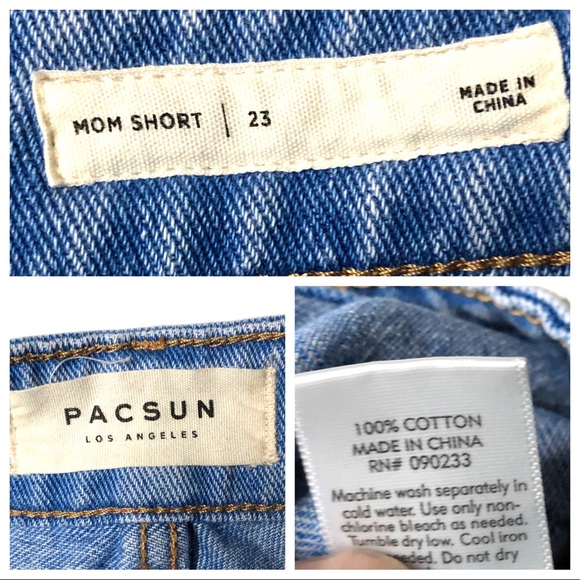 MOM SHORT | 23
MADE IN
CHINA
PACSUN
LOS ANGELES
100% COTTON
MADE IN CHINA
RN# 090233
Machine wash separately in
cold water. Use only non-
chlorine bleach as needed.
Tumble dry low. Cool iron
Do not dry